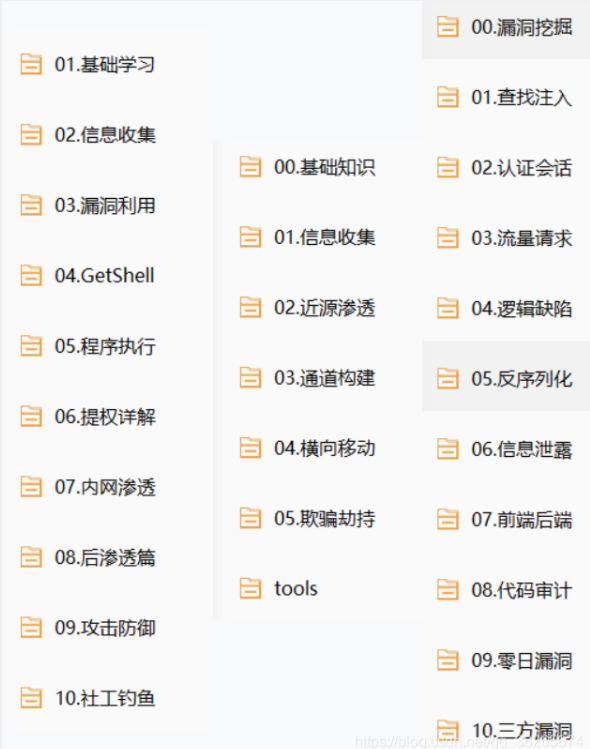 01.基础学习
02.信息收集
03.漏洞利用
04.GetShell
05.程序执行
06.提权详解
07.内网渗透
08.后渗透篇
09.攻击防御
10.社工钓鱼
00.基础知识
01.信息收集
02.近源渗透
03.通道构建
04.横向移动
05.欺骗劫持
tools
00.漏洞挖掘
01.查找注入
02.认证会话
03.流量请求
04.逻辑缺陷
05.反序列化
06.信息泄露
07.前端后端
08.代码审计
09.零日漏洞
10.三方漏洞